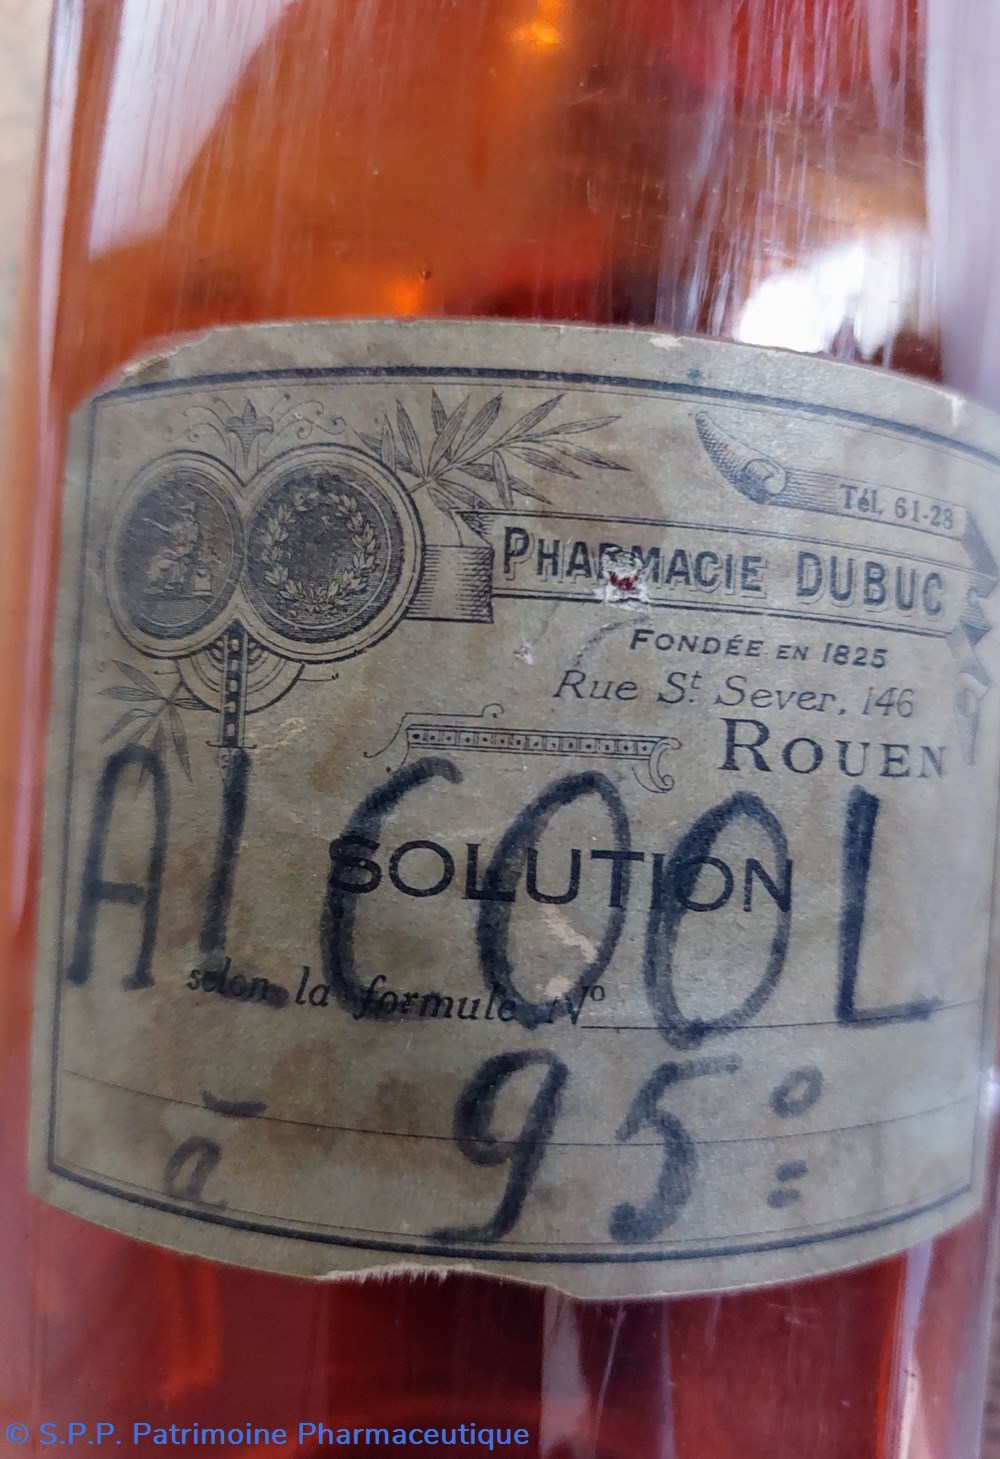 Tél. 61-23
PHARMACIE DUBUC
FONDÉE EN 1825
Rue St. Sever, 146
ROUEN
AlCOOL
SOLUTION
selon la formule No
à 95°
© S.P.P. Patrimoine Pharmaceutique